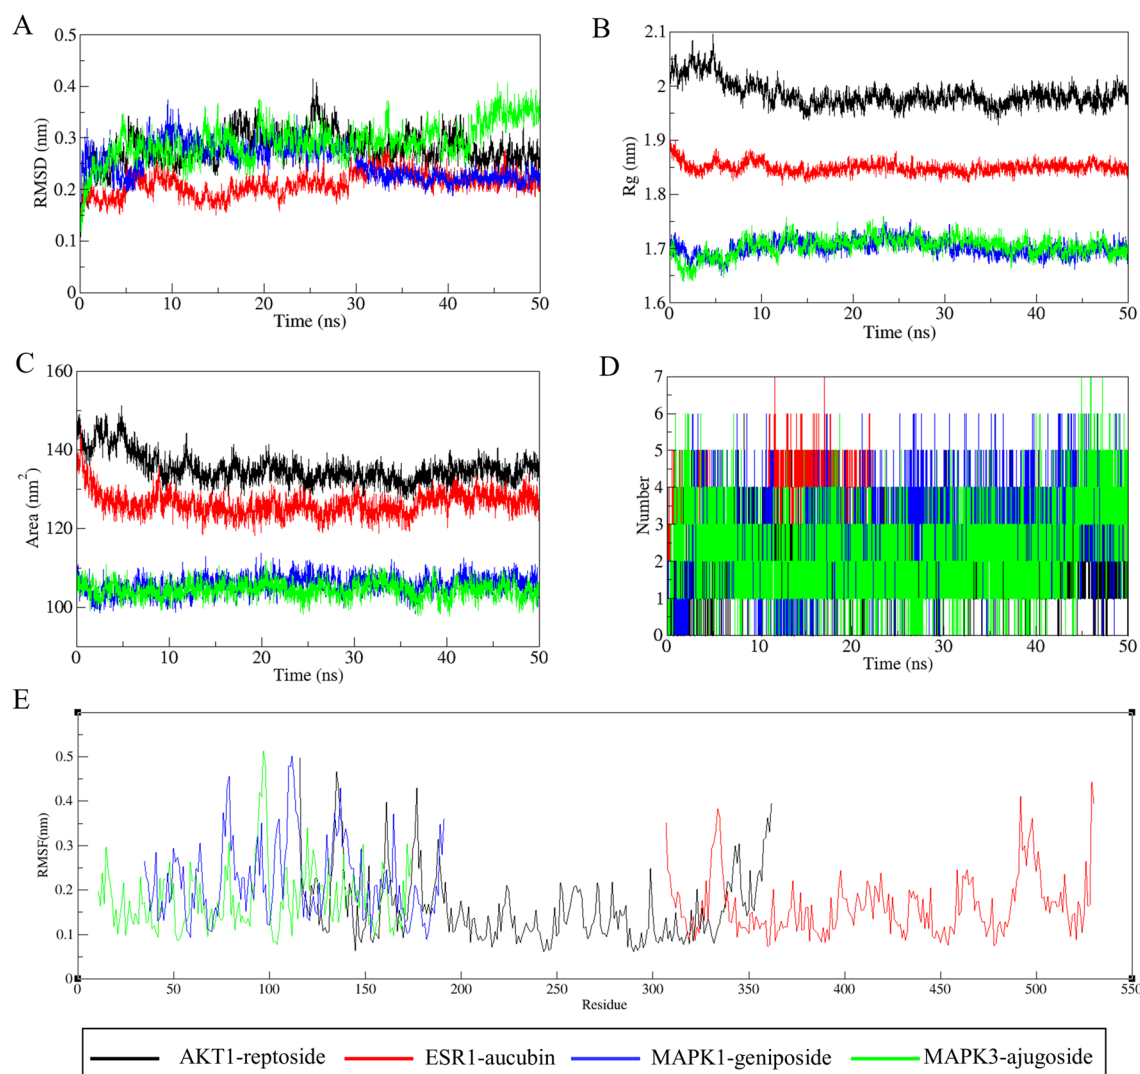 A
RMSD (nm)
0.5
0.4
0.3
0.2
0.1
0
0 10 20 30 40 50
Time (ns)
B
Rg (nm)
2.1
2
1.9
1.8
1.7
1.6
0 10 20 30 40 50
Time (ns)
C
Area (nm2)
160
140
120
100
0 10 20 30 40 50
Time (ns)
D
Number
7
6
5
4
3
2
1
0
0 10 20 30 40 50
Time (ns)
E
RMSF(nm)
0.5
0.4
0.3
0.2
0.1
0
0 50 100 150 200 250 300 350 400 450 500 550
Residue
AKT1-reptoside ESR1-aucubin MAPK1-geniposide MAPK3-ajugoside